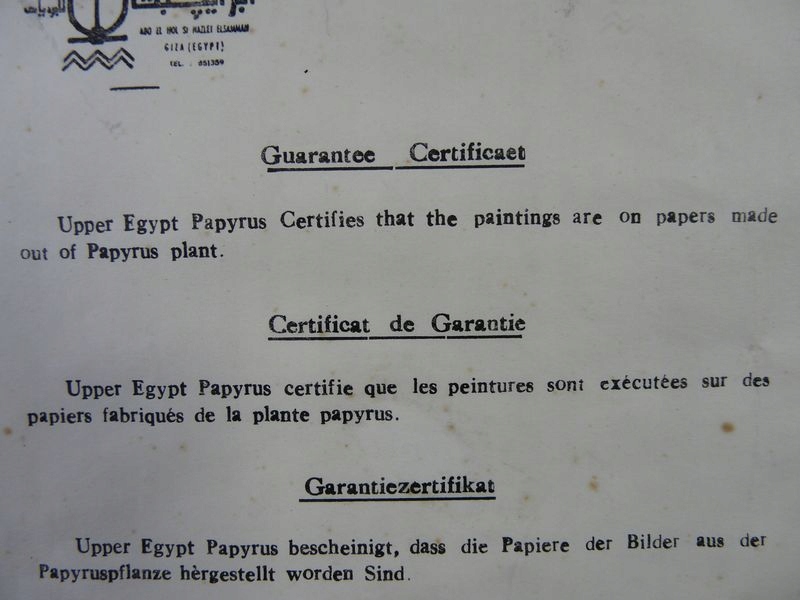 ABO EL HOL ST NAZLET ELSAMMAN
GIZA (EGYPT)
TEL. : 851359
Guarantee Certificaet
Upper Egypt Papyrus Certifies that the paintings are on papers made
out of Papyrus plant.
Certificat de Garantie
Upper Egypt Papyrus certifie que les peintures sont exécutées sur des
papiers fabriqués de la plante papyrus.
Garantiezertifikat
Upper Egypt Papyrus bescheinigt, dass die Papiere der Bilder aus der
Papyruspflanze hèrgestellt worden Sind.